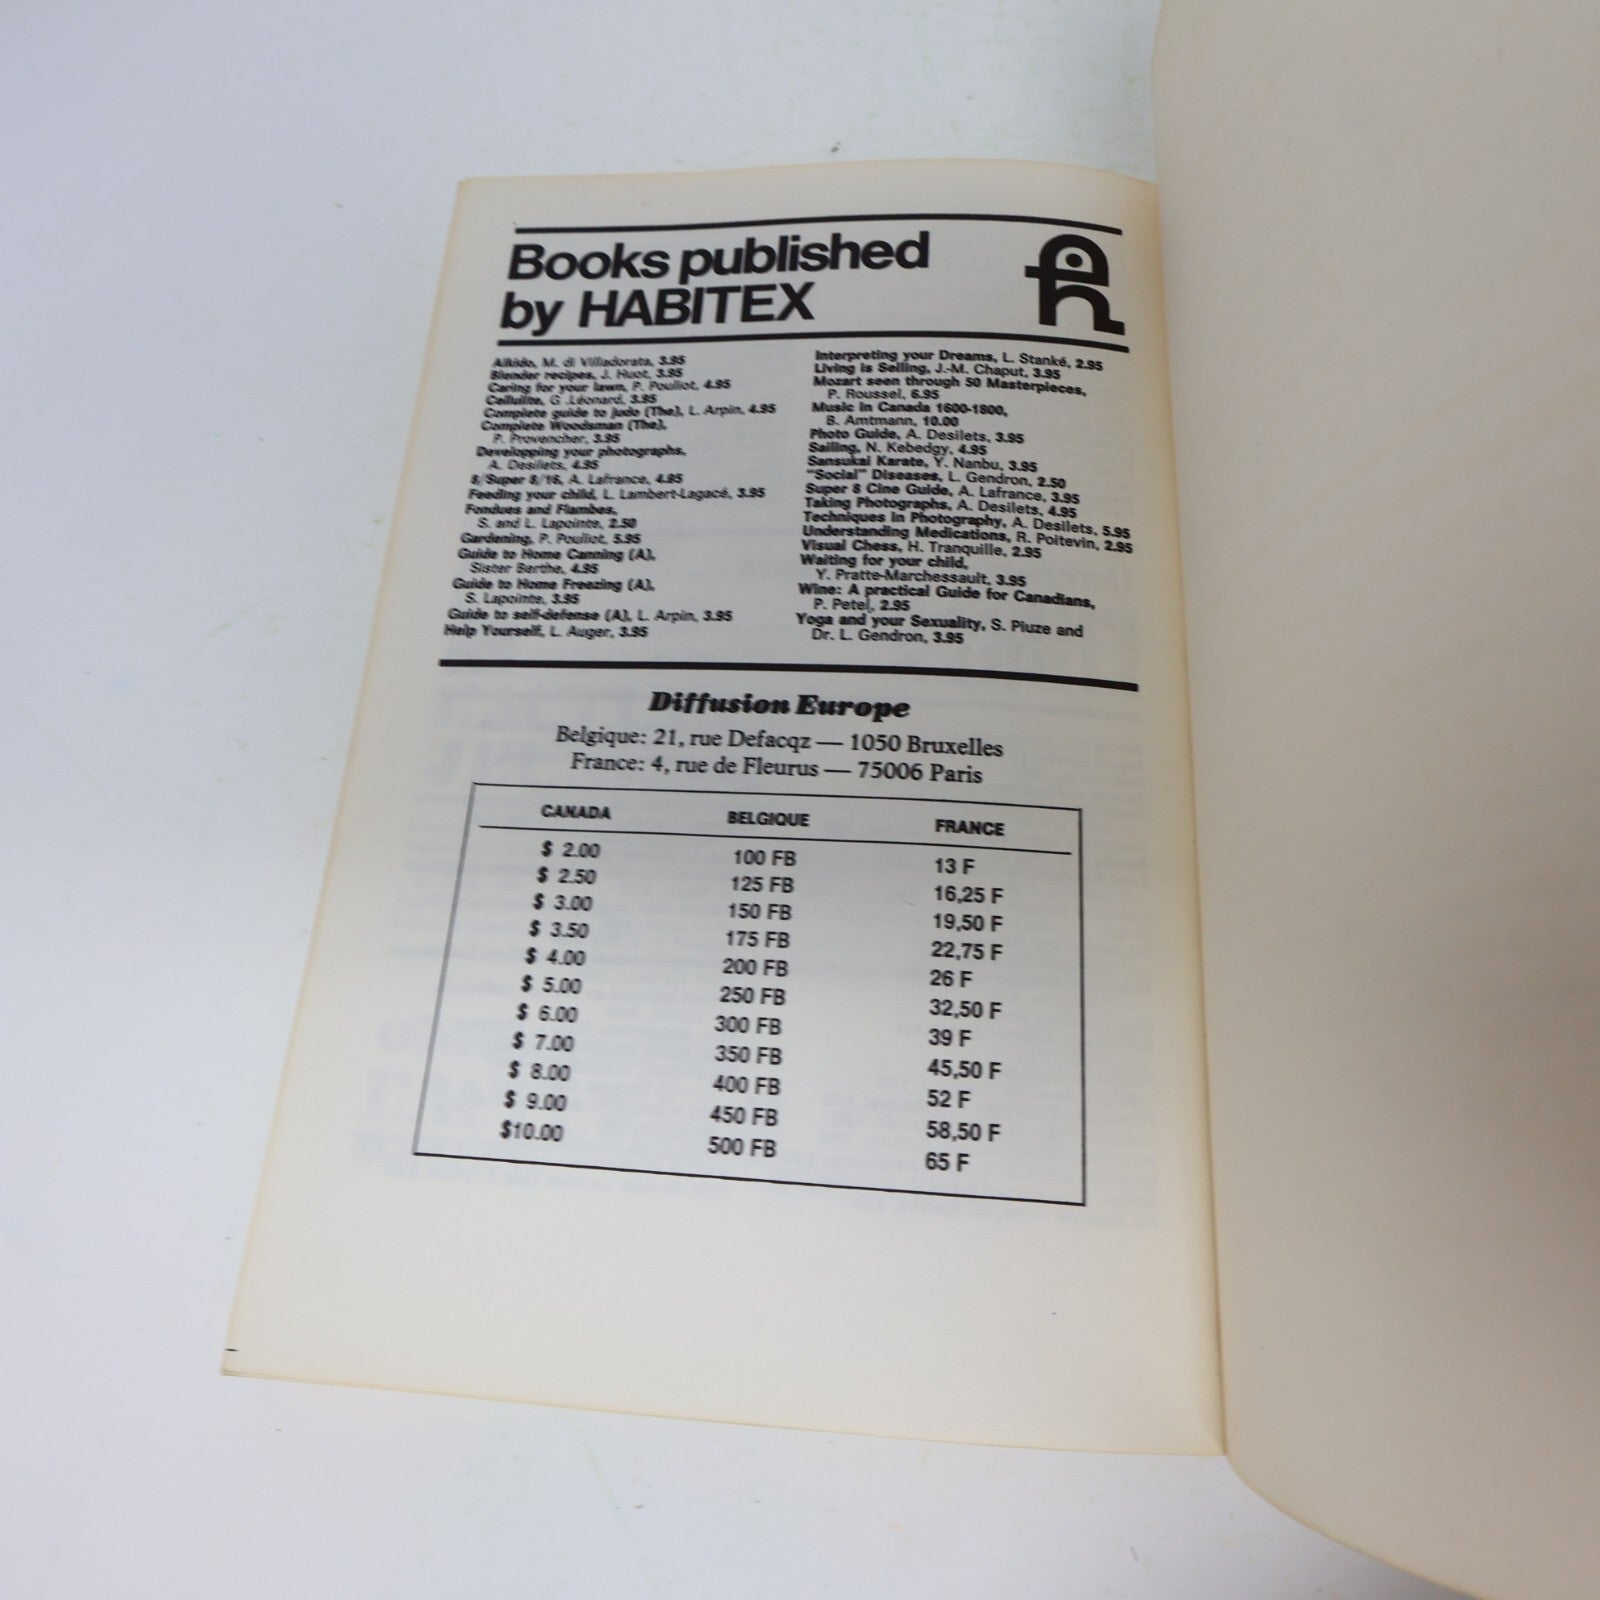 Books published
by HABITEX
Aikido, M. di Villadorata, 3.95
Blender recipes, J. Huot, 3.95
Caring for your lawn, P. Pouliot, 4.95
Cellulite, G .Léonard, 3.95
Complete guide to judo (The), L. Arpin, 4.95
Complete Woodsman (The),
P. Provencher, 3.95
Developping your photographs,
A. Desilets, 4.95
8/Super 8/16, A. Lafrance, 4.95
Feeding your child, L. Lambert-Lagacé, 3.95
Fondues and Flambes,
S. and L. Lapointe, 2.50
Gardening, P. Pouliot, 5.95
Guide to Home Canning (A),
Sister Berthe, 4.95
Guide to Home Freezing (A),
S. Lapointe, 3.95
Guide to self-defense (A), L. Arpin, 3.95
Help Yourself, L. Auger, 3.95
Interpreting your Dreams, L. Stanké, 2.95
Living is Selling, J.-M. Chaput, 3.95
Mozart seen through 50 Masterpieces,
P. Roussel, 6.95
Music in Canada 1600-1800,
B. Amtmann, 10.00
Photo Guide, A. Desilets, 3.95
Sailing, N. Kebedgy, 4.95
Sansukai Karate, Y. Nanbu, 3.95
"Social" Diseases, L. Gendron, 2.50
Super 8 Cine Guide, A. Lafrance, 3.95
Taking Photographs, A. Desilets, 4.95
Techniques in Photography, A. Desilets, 5.95
Understanding Medications, R. Poitevin, 2.95
Visual Chess, H. Tranquille, 2.95
Waiting for your child,
Y. Pratte-Marchessault, 3.95
Wine: A practical Guide for Canadians,
P. Petel, 2.95
Yoga and your Sexuality, S. Piuze and
Dr. L. Gendron, 3.95
Diffusion Europe
Belgique: 21, rue Defacqz — 1050 Bruxelles
France: 4, rue de Fleurus — 75006 Paris
CANADA BELGIQUE FRANCE
$ 2.00 100 FB 13 F
$ 2.50 125 FB 16,25 F
$ 3.00 150 FB 19,50 F
$ 3.50 175 FB 22,75 F
$ 4.00 200 FB 26 F
$ 5.00 250 FB 32,50 F
$ 6.00 300 FB 39 F
$ 7.00 350 FB 45,50 F
$ 8.00 400 FB 52 F
$ 9.00 450 FB 58,50 F
$10.00 500 FB 65 F